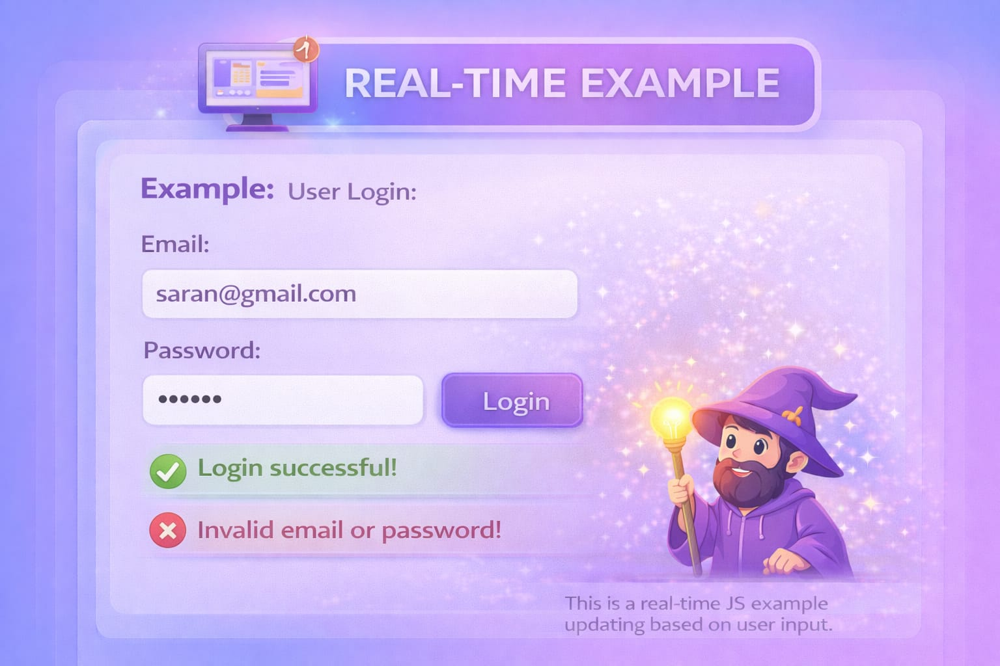 REAL-TIME EXAMPLE
Example: User Login:
Email:
saran@gmail.com
Password:
••••••
Login
Login successful!
Invalid email or password!
This is a real-time JS example
updating based on user input.